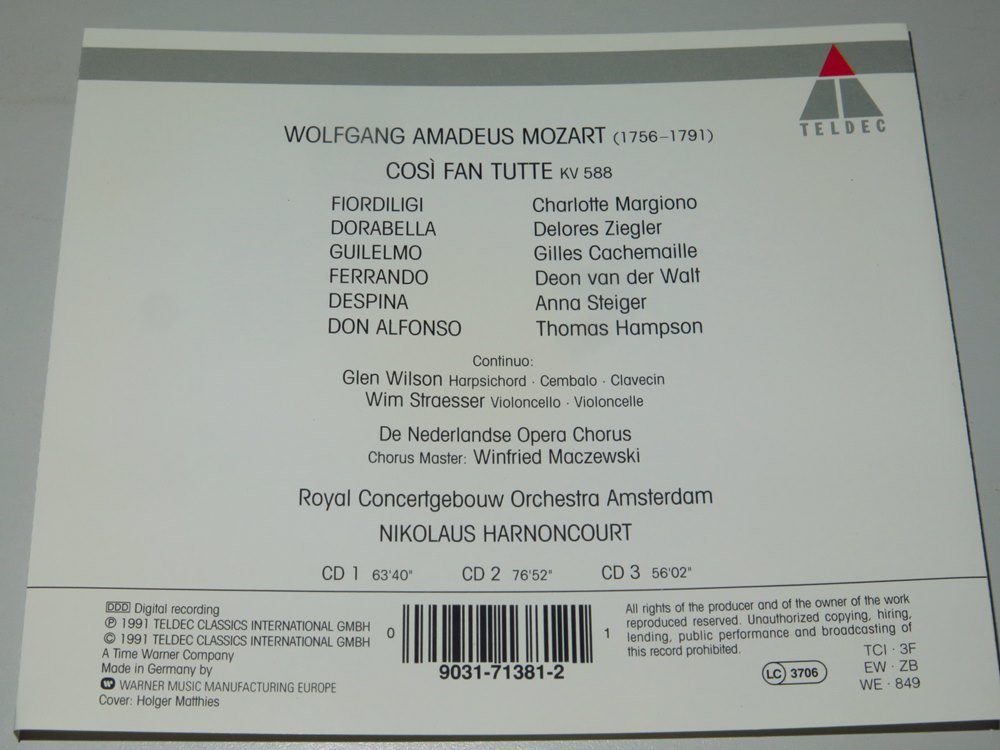 TELDEC
WOLFGANG AMADEUS MOZART (1756–1791)
COSÌ FAN TUTTE KV 588
FIORDILIGI Charlotte Margiono
DORABELLA Delores Ziegler
GUILELMO Gilles Cachemaille
FERRANDO Deon van der Walt
DESPINA Anna Steiger
DON ALFONSO Thomas Hampson
Continuo:
Glen Wilson Harpsichord · Cembalo · Clavecin
Wim Straesser Violoncello · Violoncelle
De Nederlandse Opera Chorus
Chorus Master: Winfried Maczewski
Royal Concertgebouw Orchestra Amsterdam
NIKOLAUS HARNONCOURT
CD 1 63'40" CD 2 76'52" CD 3 56'02"
DDD Digital recording
℗ 1991 TELDEC CLASSICS INTERNATIONAL GMBH
© 1991 TELDEC CLASSICS INTERNATIONAL GMBH
A Time Warner Company
Made in Germany by
WARNER MUSIC MANUFACTURING EUROPE
Cover: Holger Matthies
0 1
9031-71381-2
All rights of the producer and of the owner of the work
reproduced reserved. Unauthorized copying, hiring,
lending, public performance and broadcasting of
this record prohibited.
LC 3706
TCI · 3F
EW · ZB
WE · 849